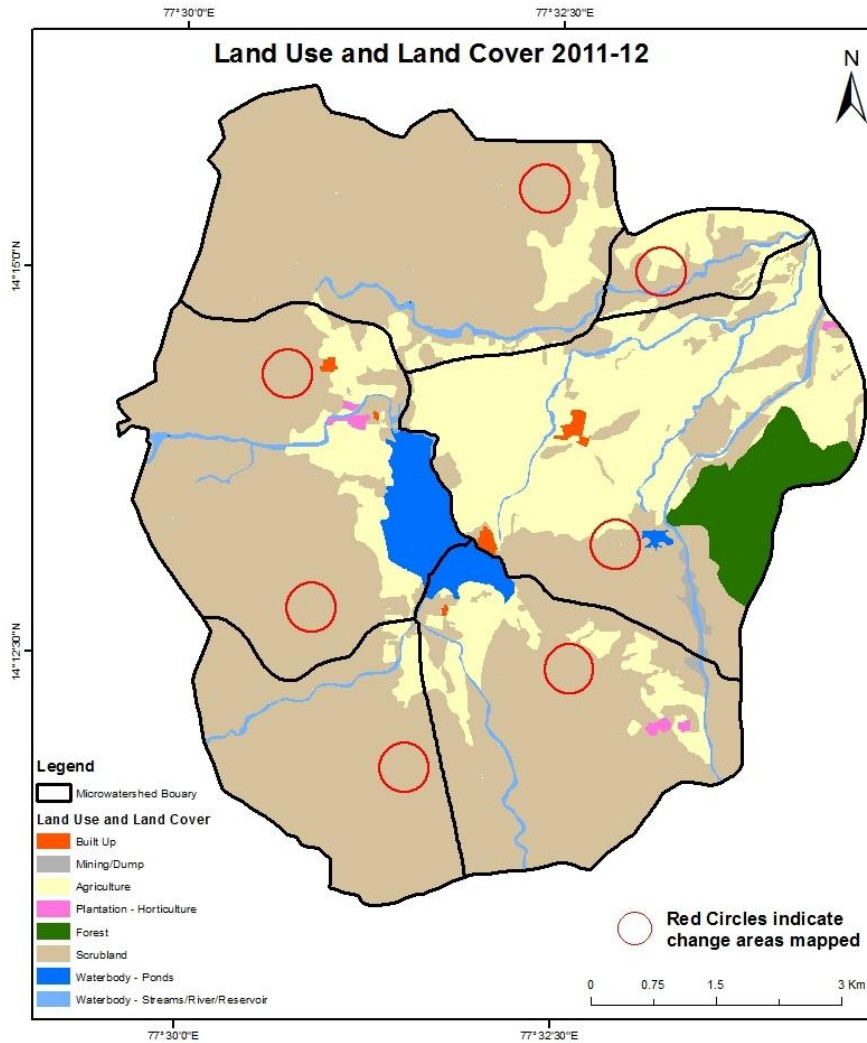 77°30'0"E 77°32'30"E
Land Use and Land Cover 2011-12
N
14°15'0"N
14°12'30"N
Legend
Microwatershed Bouary
Land Use and Land Cover
Built Up
Mining/Dump
Agriculture
Plantation - Horticulture
Forest
Scrubland
Waterbody - Ponds
Waterbody - Streams/River/Reservoir
Red Circles indicate
change areas mapped
0 0.75 1.5 3 Km
77°30'0"E 77°32'30"E